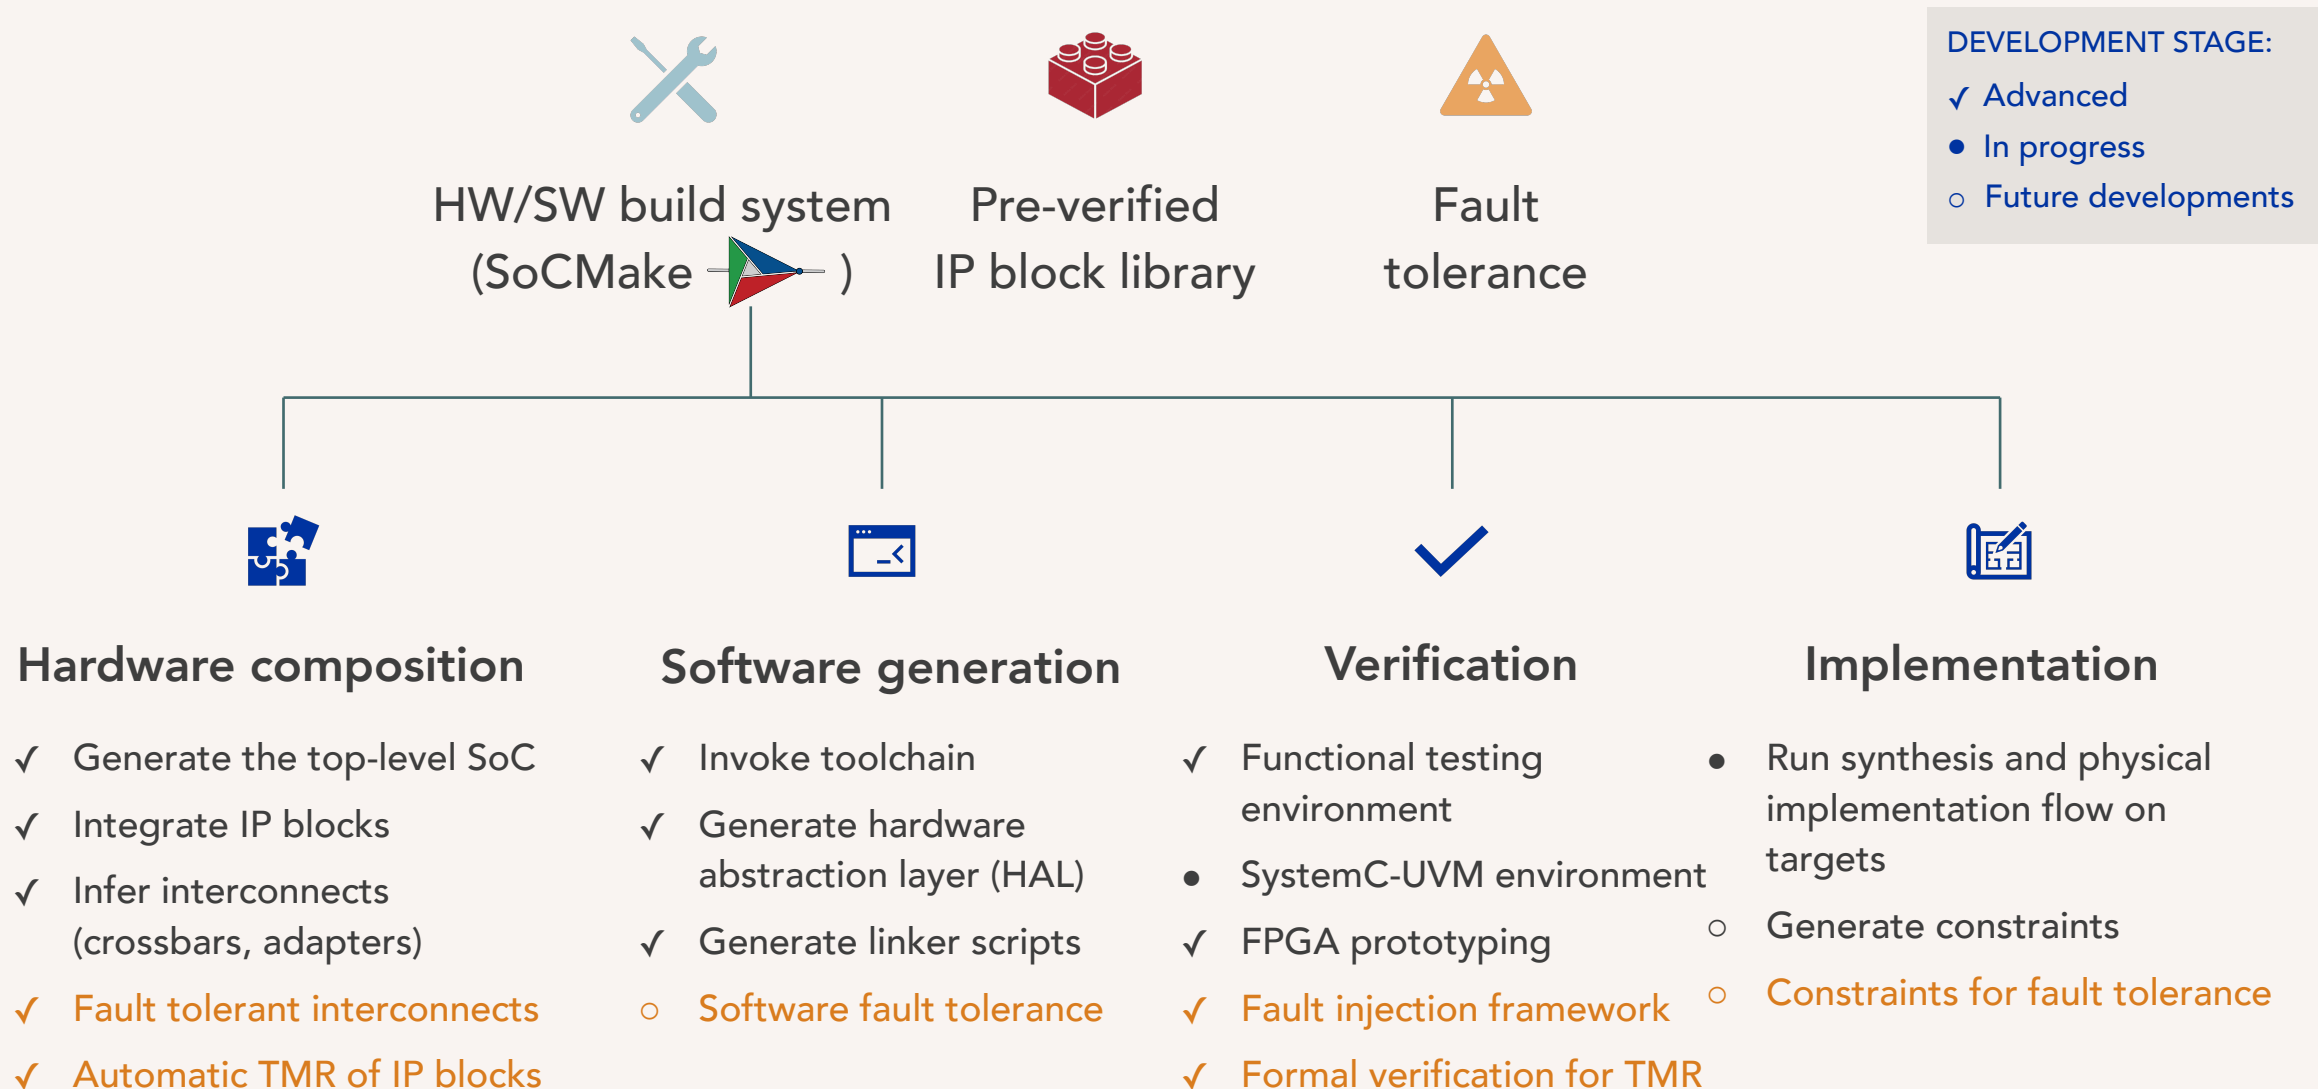 HW/SW build system
(SoCMake )
Pre-verified
IP block library
Fault
tolerance
DEVELOPMENT STAGE:
✓ Advanced
● In progress
○ Future developments
Hardware composition
✓ Generate the top-level SoC
✓ Integrate IP blocks
✓ Infer interconnects
(crossbars, adapters)
✓ Fault tolerant interconnects
✓ Automatic TMR of IP blocks
Software generation
✓ Invoke toolchain
✓ Generate hardware
abstraction layer (HAL)
✓ Generate linker scripts
○ Software fault tolerance
Verification
✓ Functional testing
environment
● SystemC-UVM environment
✓ FPGA prototyping
✓ Fault injection framework
✓ Formal verification for TMR
Implementation
● Run synthesis and physical
implementation flow on
targets
○ Generate constraints
○ Constraints for fault tolerance